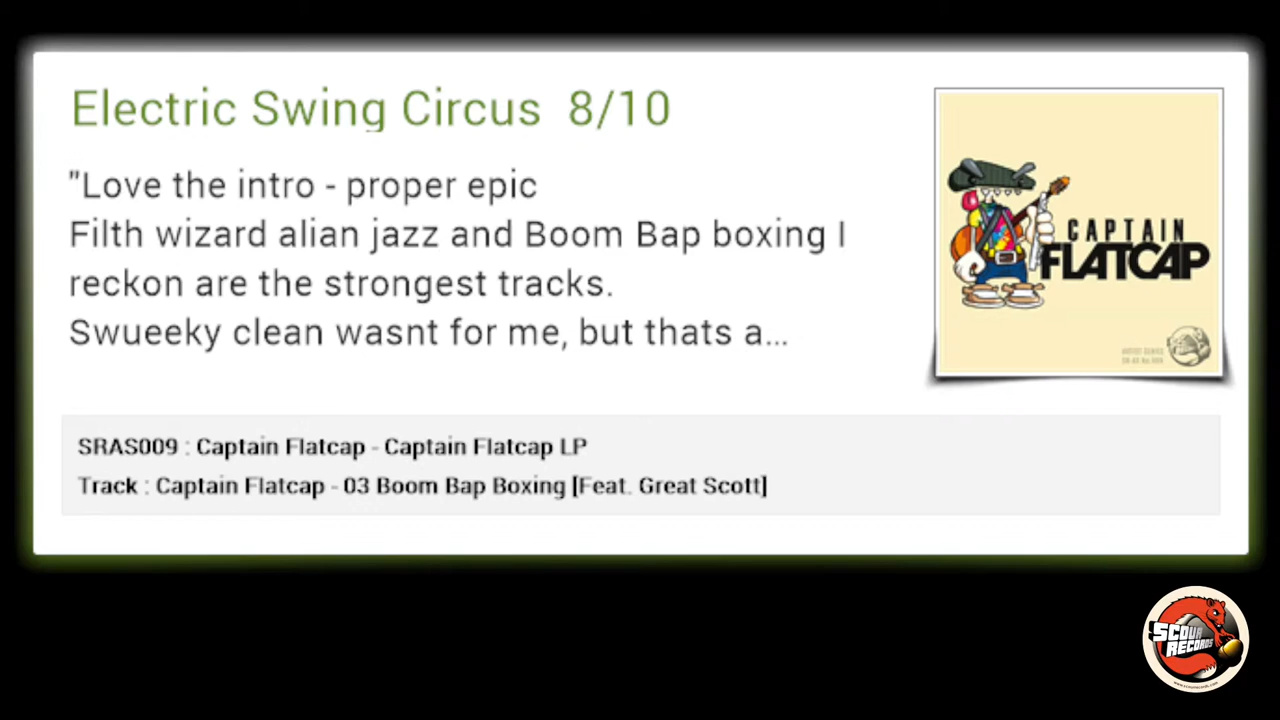 Electric Swing Circus 8/10
"Love the intro - proper epic
Filth wizard alian jazz and Boom Bap boxing I
reckon are the strongest tracks.
Swueeky clean wasnt for me, but thats a...
CAPTAIN
FLATCAP
SRAS009 : Captain Flatcap - Captain Flatcap LP
Track : Captain Flatcap - 03 Boom Bap Boxing [Feat. Great Scott]
SCOUR
RECORDS